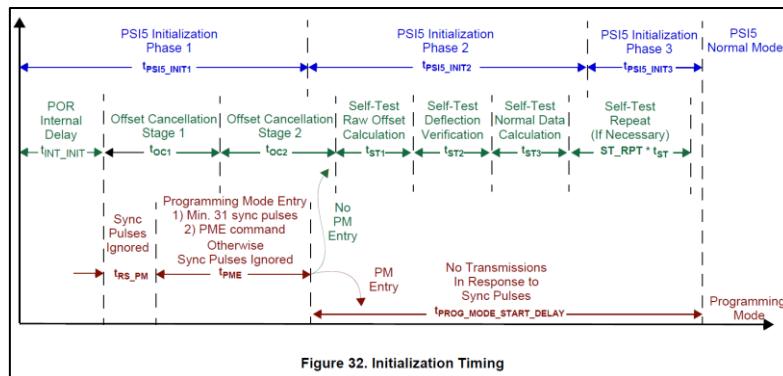 PSI5 Initialization
Phase 1
PSI5 Initialization
Phase 2
PSI5 Initialization
Phase 3
PSI5
Normal Mode
tPSI5_INIT1
tPSI5_INIT2
tPSI5_INIT3
POR
Internal
Delay
tINT_INIT
Offset Cancellation
Stage 1
tOC1
Offset Cancellation
Stage 2
tOC2
Self-Test
Raw Offset
Calculation
tST1
Self-Test
Deflection
Verification
tST2
Self-Test
Normal Data
Calculation
tST3
Self-Test
Repeat
(If Necessary)
ST_RPT * tST
Sync
Pulses
Ignored
tRS_PM
Programming Mode Entry
1) Min. 31 sync pulses
2) PME command
Otherwise
Sync Pulses Ignored
tPME
No
PM
Entry
PM
Entry
No Transmissions
In Response to
Sync Pulses
tPROG_MODE_START_DELAY
Programming
Mode
Figure 32. Initialization Timing